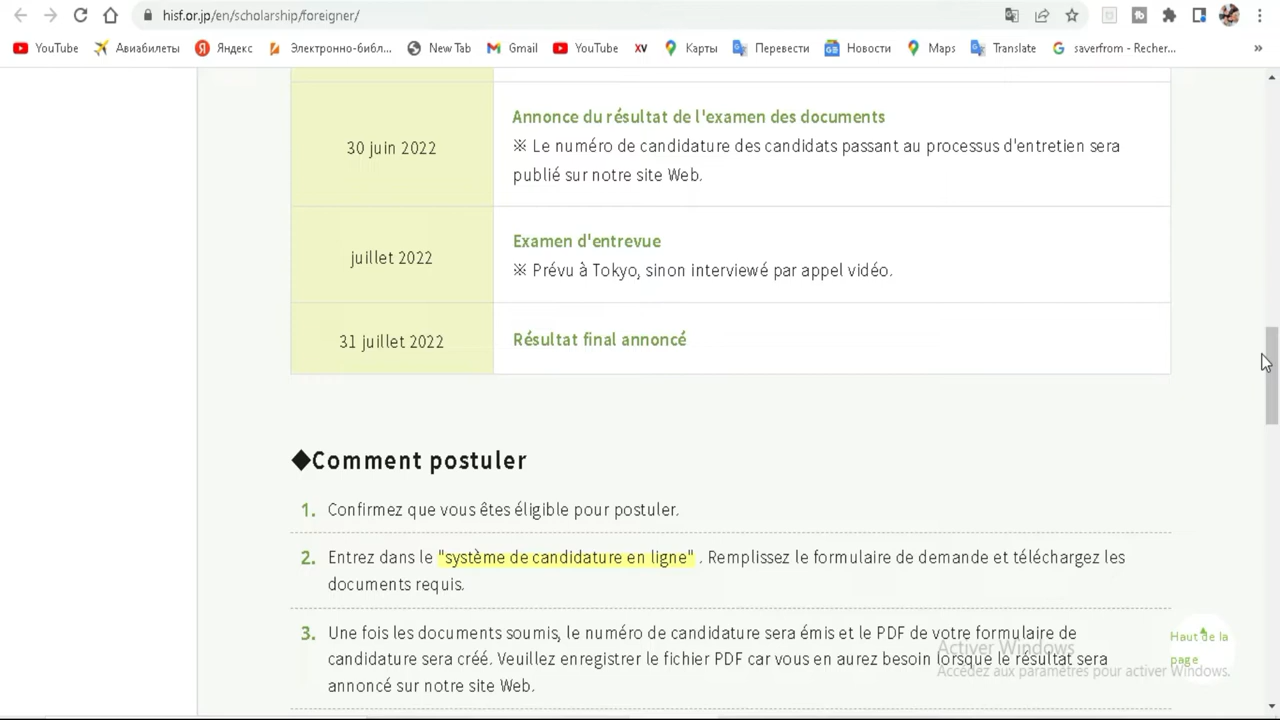 hisf.or.jp/en/scholarship/foreigner/
YouTube Авиабилеты Яндекс Электронно-библ... New Tab Gmail YouTube XV Карты Перевести Новости Maps Translate saverfrom - Recher... »
30 juin 2022
Annonce du résultat de l'examen des documents
※ Le numéro de candidature des candidats passant au processus d'entretien sera
publié sur notre site Web.
juillet 2022
Examen d'entrevue
※ Prévu à Tokyo, sinon interviewé par appel vidéo.
31 juillet 2022
Résultat final annoncé
◆Comment postuler
1. Confirmez que vous êtes éligible pour postuler.
2. Entrez dans le "système de candidature en ligne" . Remplissez le formulaire de demande et téléchargez les
documents requis.
3. Une fois les documents soumis, le numéro de candidature sera émis et le PDF de votre formulaire de
candidature sera créé. Veuillez enregistrer le fichier PDF car vous en aurez besoin lorsque le résultat sera
annoncé sur notre site Web.
Haut de la
page
Activer Windows
Accédez aux paramètres pour activer Windows.